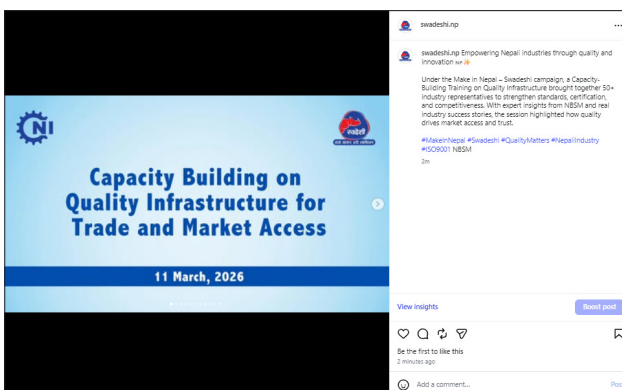 CNI
स्वदेशी
Capacity Building on
Quality Infrastructure for
Trade and Market Access
11 March, 2026
swadeshi.np
swadeshi.np Empowering Nepali industries through quality and
innovation NP
Under the Make in Nepal – Swadeshi campaign, a Capacity-
Building Training on Quality Infrastructure brought together 50+
industry representatives to strengthen standards, certification,
and competitiveness. With expert insights from NBSM and real
industry success stories, the session highlighted how quality
drives market access and trust.
#MakeInNepal #Swadeshi #QualityMatters #NepaliIndustry
#ISO9001 NBSM
2m
View insights
Boost post
Be the first to like this
2 minutes ago
Add a comment...